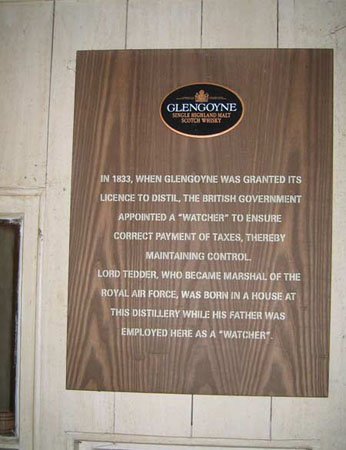 GLENGOYNE
SINGLE HIGHLAND MALT
SCOTCH WHISKY
IN 1833, WHEN GLENGOYNE WAS GRANTED ITS
LICENCE TO DISTIL, THE BRITISH GOVERNMENT
APPOINTED A "WATCHER" TO ENSURE
CORRECT PAYMENT OF TAXES, THEREBY
MAINTAINING CONTROL.
LORD TEDDER, WHO BECAME MARSHAL OF THE
ROYAL AIR FORCE, WAS BORN IN A HOUSE AT
THIS DISTILLERY WHILE HIS FATHER WAS
EMPLOYED HERE AS A "WATCHER".